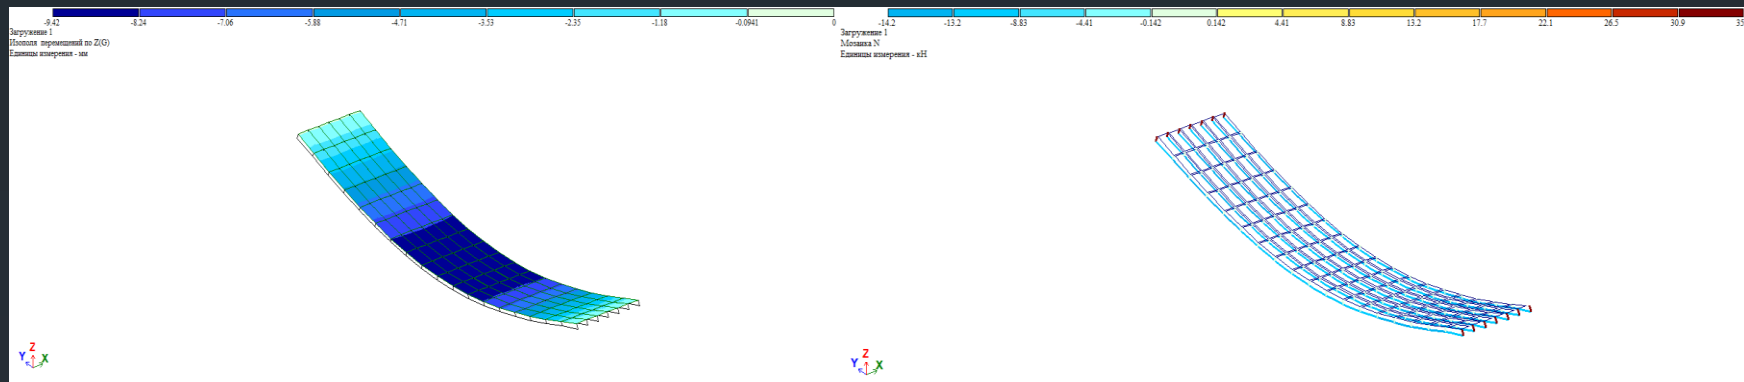 -9.42 -8.24 -7.06 -5.88 -4.71 -3.53 -2.35 -1.18 -0.0941 0
Загружение 1
Изополя перемещений по Z(G)
Единицы измерения - мм
Z
Y X
-14.2 -13.2 -8.83 -4.41 -0.142 0.142 4.41 8.83 13.2 17.7 22.1 26.5 30.9 35
Загружение 1
Мозаика N
Единицы измерения - кН
Z
Y X